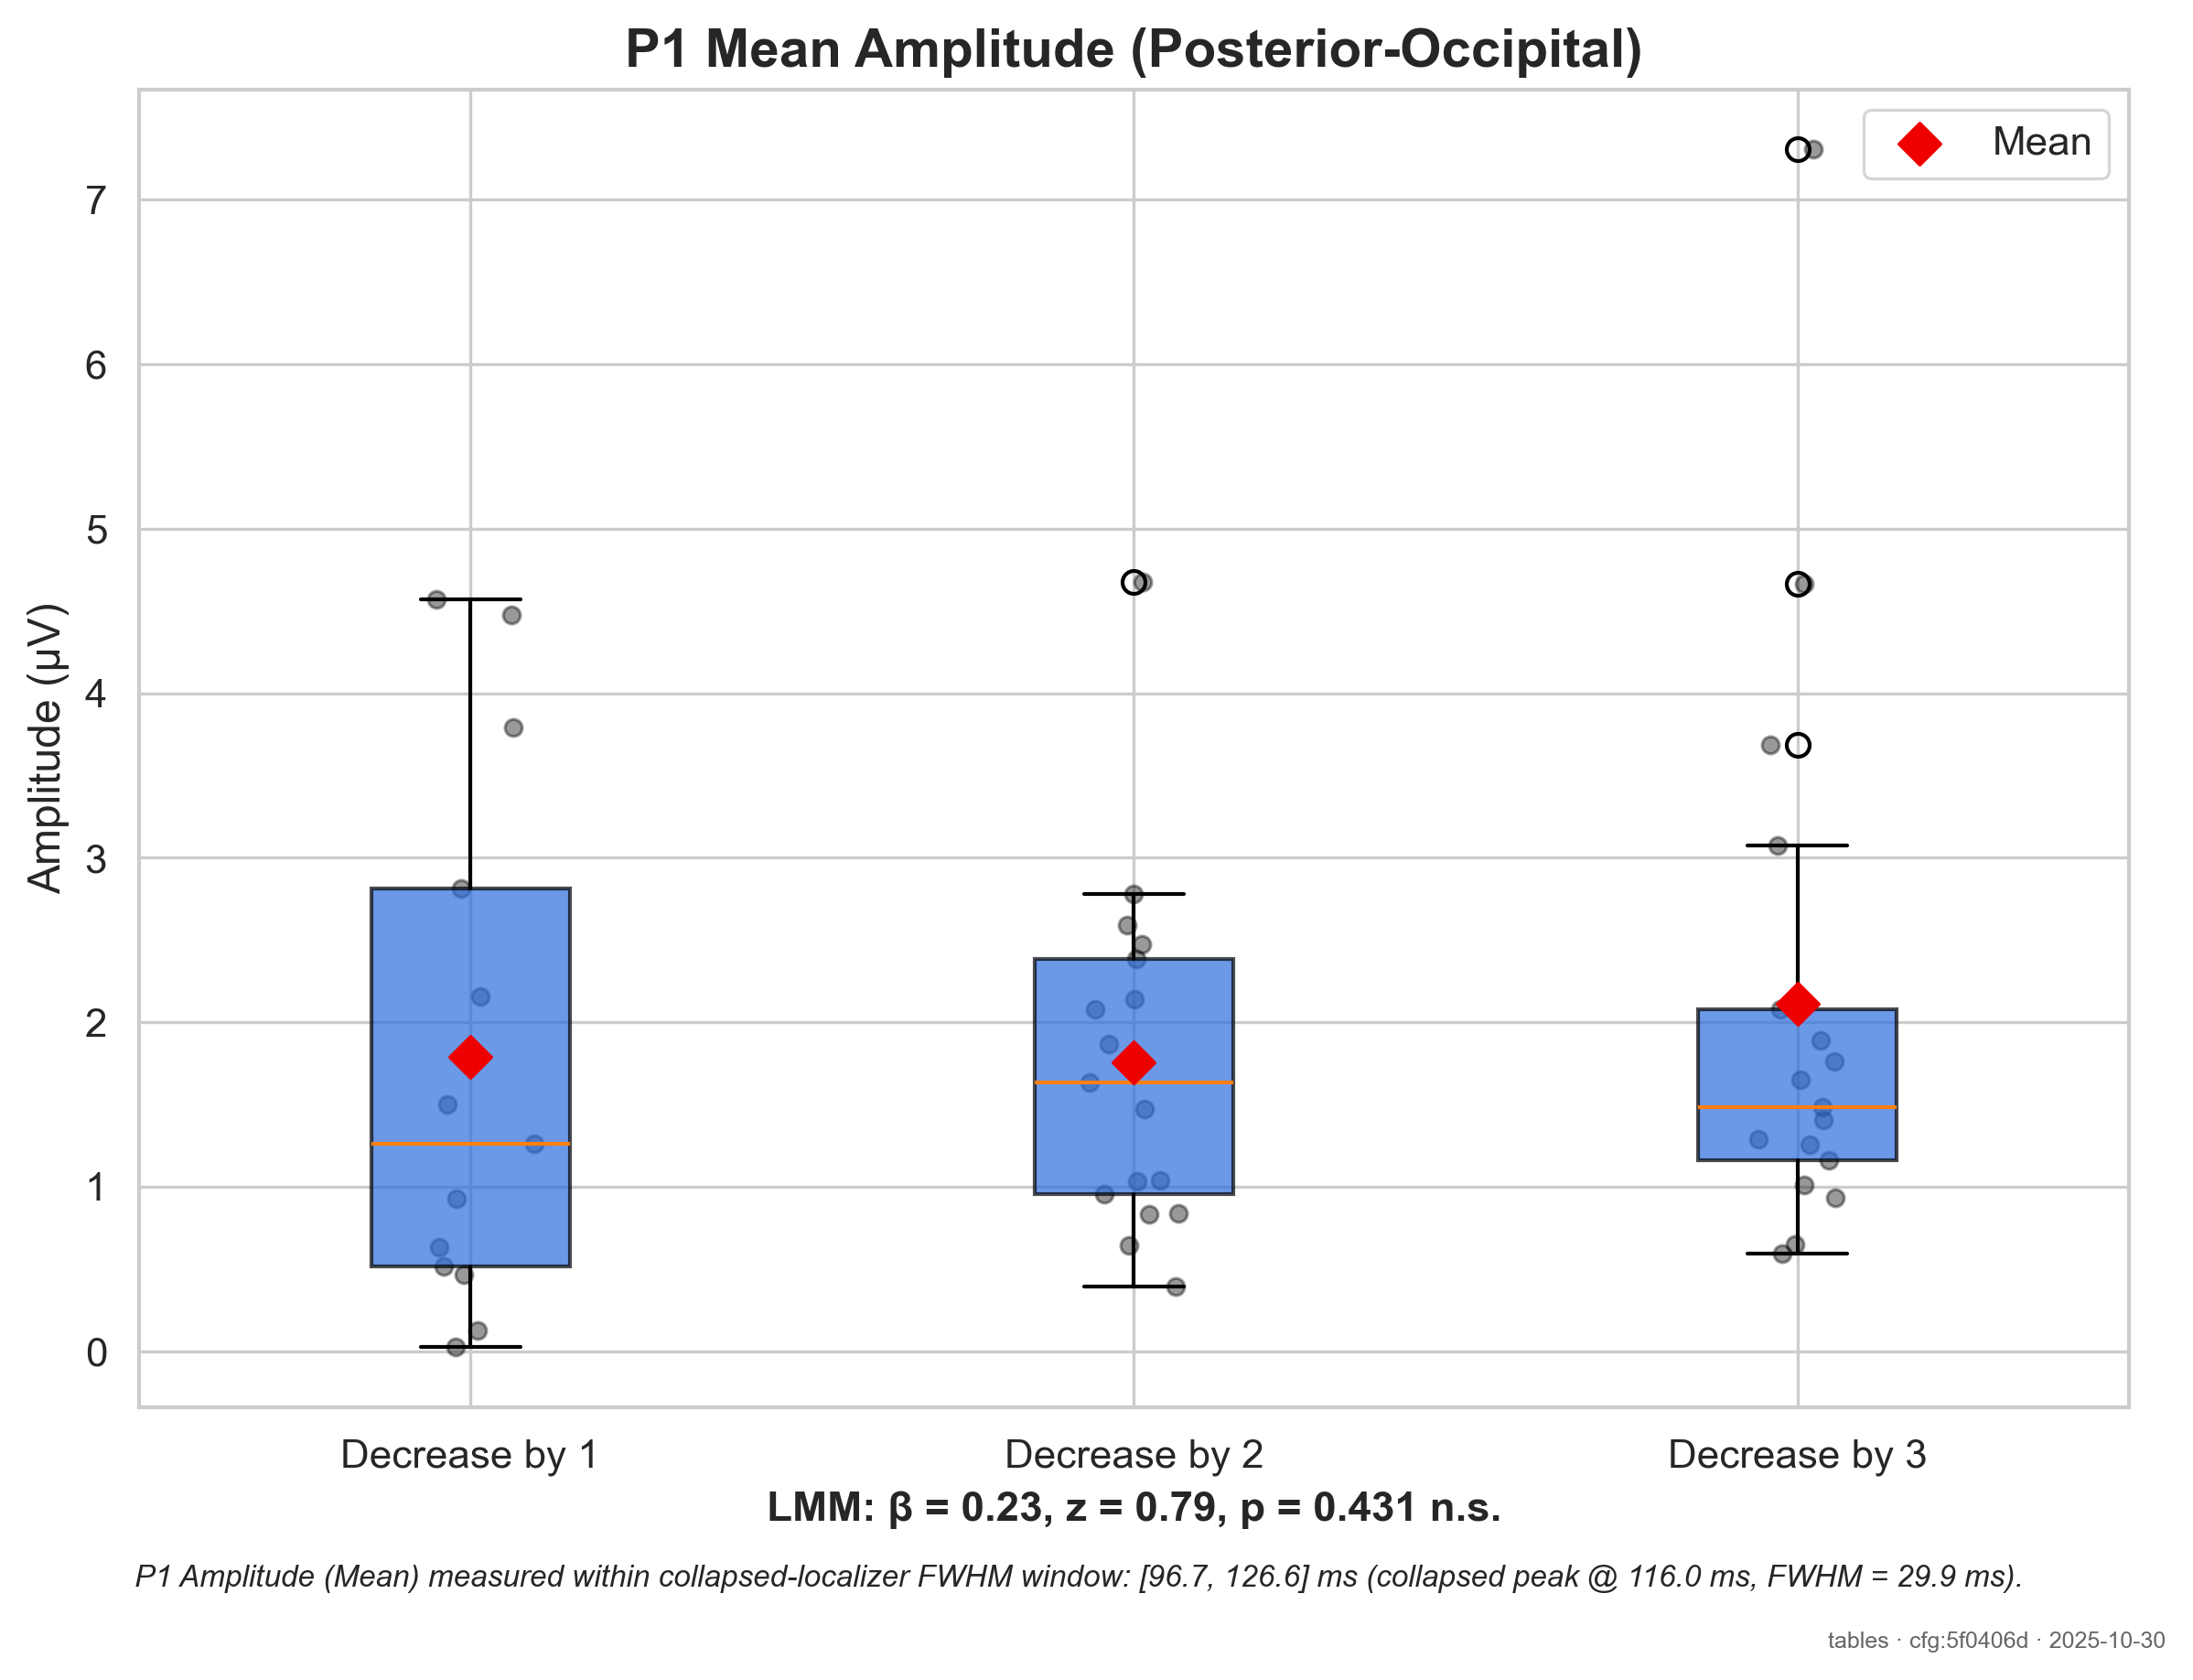 P1 Mean Amplitude (Posterior-Occipital)
Mean
Amplitude (µV)
7
6
5
4
3
2
1
0
Decrease by 1
Decrease by 2
Decrease by 3
LMM: β = 0.23, z = 0.79, p = 0.431 n.s.
P1 Amplitude (Mean) measured within collapsed-localizer FWHM window: [96.7, 126.6] ms (collapsed peak @ 116.0 ms, FWHM = 29.9 ms).
tables · cfg:5f0406d · 2025-10-30